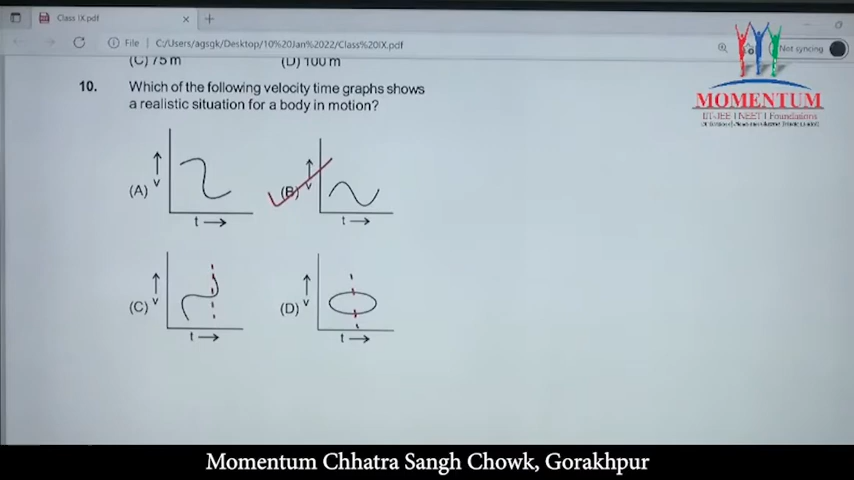 Class IX.pdf
File | C:/Users/agsgk/Desktop/10%20Jan%2022/Class%20IX.pdf
Not syncing
(C) 75 m (D) 100 m
MOMENTUM
IIT-JEE | NEET | Foundations
10. Which of the following velocity time graphs shows
a realistic situation for a body in motion?
(A) v t
(B) v t
(C) v t
(D) v t
Momentum Chhatra Sangh Chowk, Gorakhpur